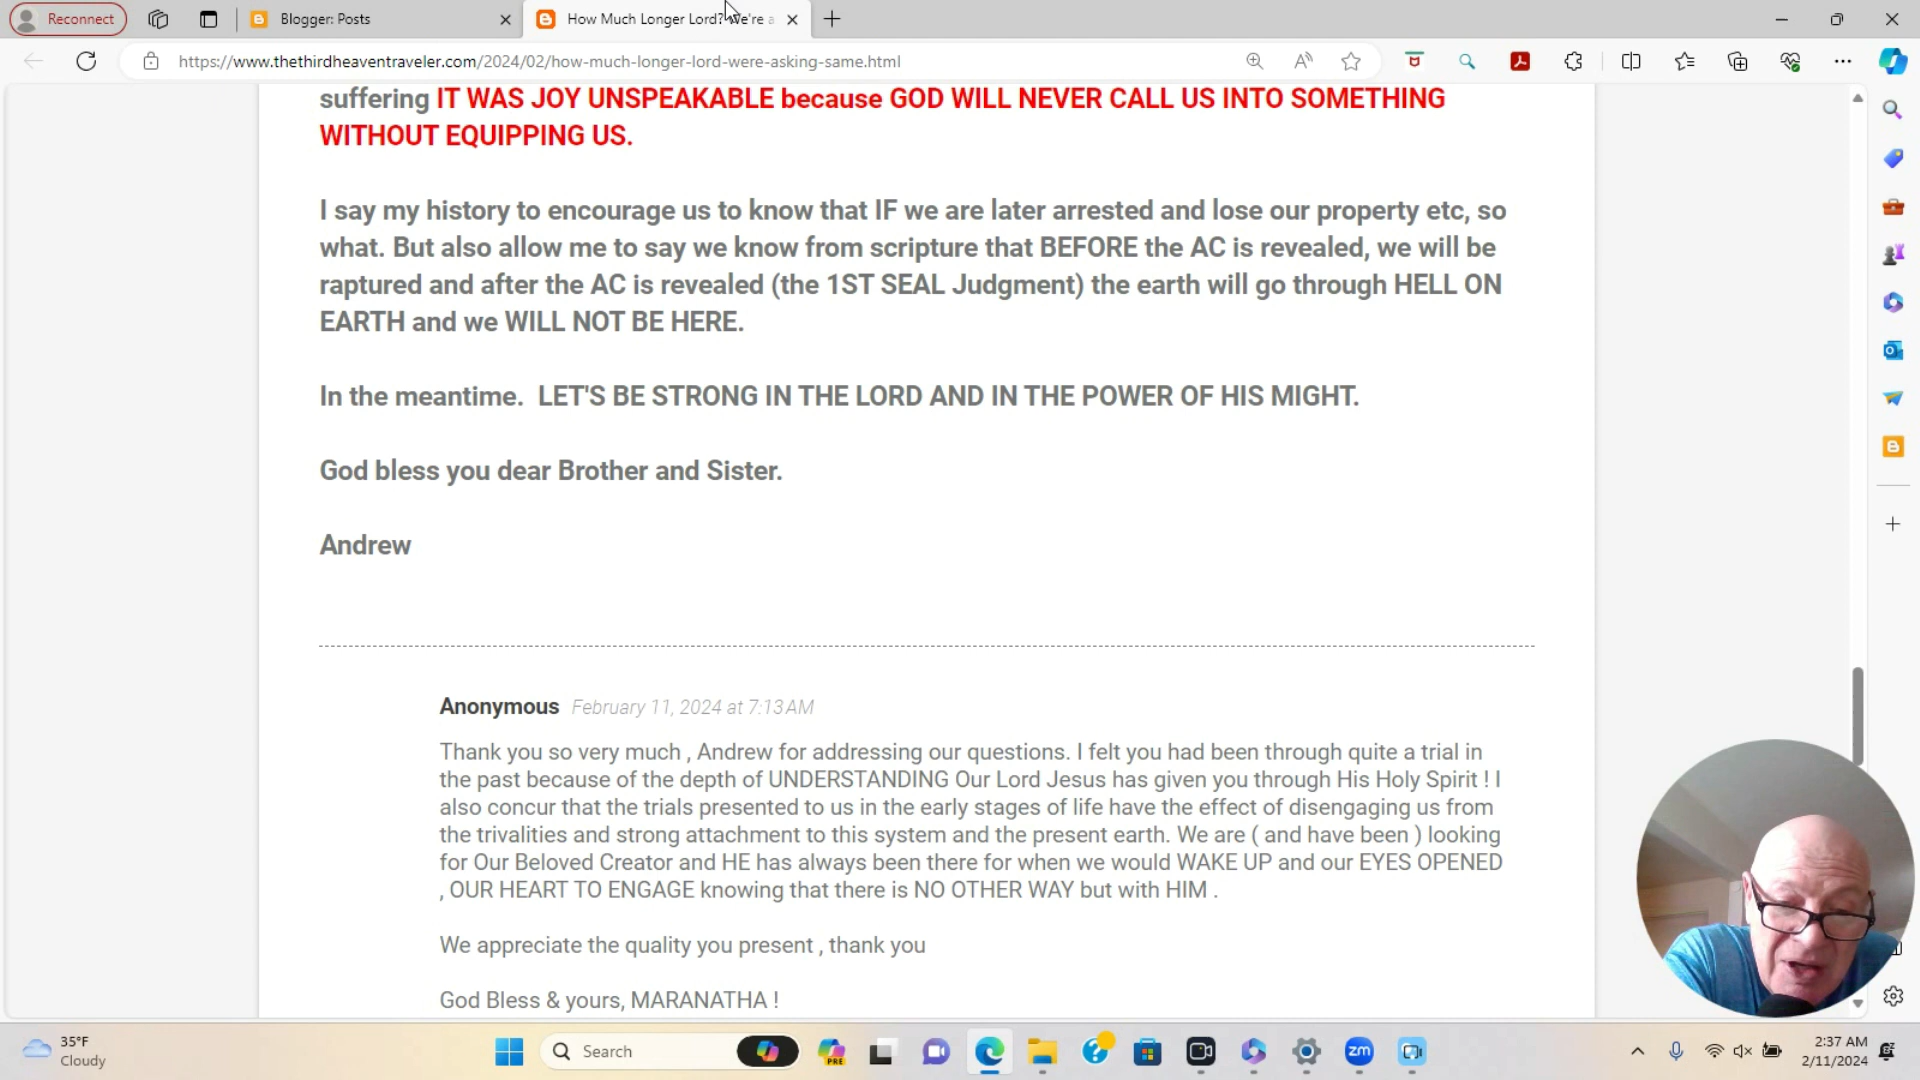 Reconnect
Blogger: Posts
How Much Longer Lord? We're a
https://www.thethirdheaventraveler.com/2024/02/how-much-longer-lord-were-asking-same.html
suffering IT WAS JOY UNSPEAKABLE because GOD WILL NEVER CALL US INTO SOMETHING
WITHOUT EQUIPPING US.
I say my history to encourage us to know that IF we are later arrested and lose our property etc, so
what. But also allow me to say we know from scripture that BEFORE the AC is revealed, we will be
raptured and after the AC is revealed (the 1ST SEAL Judgment) the earth will go through HELL ON
EARTH and we WILL NOT BE HERE.
In the meantime.  LET'S BE STRONG IN THE LORD AND IN THE POWER OF HIS MIGHT.
God bless you dear Brother and Sister.
Andrew
Anonymous February 11, 2024 at 7:13 AM
Thank you so very much , Andrew for addressing our questions. I felt you had been through quite a trial in
the past because of the depth of UNDERSTANDING Our Lord Jesus has given you through His Holy Spirit ! I
also concur that the trials presented to us in the early stages of life have the effect of disengaging us from
the trivalities and strong attachment to this system and the present earth. We are ( and have been ) looking
for Our Beloved Creator and HE has always been there for when we would WAKE UP and our EYES OPENED
, OUR HEART TO ENGAGE knowing that there is NO OTHER WAY but with HIM .
We appreciate the quality you present , thank you
God Bless & yours, MARANATHA !
35°F
Cloudy
Search
PRE
zm
2:37 AM
2/11/2024